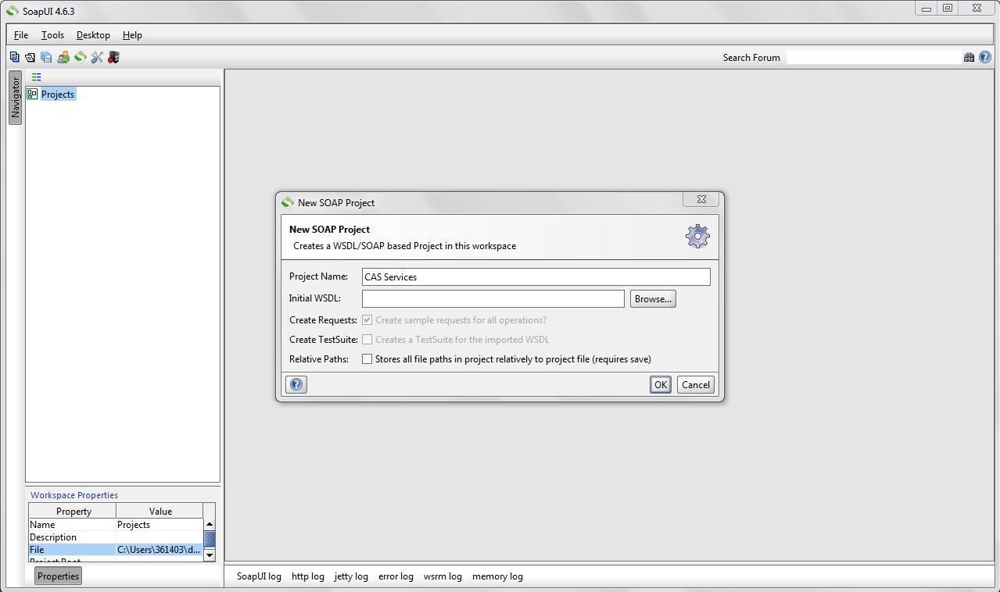 SoapUI 4.6.3
File Tools Desktop Help
Search Forum
Navigator
Projects
New SOAP Project
New SOAP Project
Creates a WSDL/SOAP based Project in this workspace
Project Name: CAS Services
Initial WSDL: Browse...
Create Requests: Create sample requests for all operations?
Create TestSuite: Creates a TestSuite for the imported WSDL
Relative Paths: Stores all file paths in project relatively to project file (requires save)
OK Cancel
Workspace Properties
Property Value
Name Projects
Description
File C:\Users\361403\d...
Project Root
Properties
SoapUI log http log jetty log error log wsrm log memory log